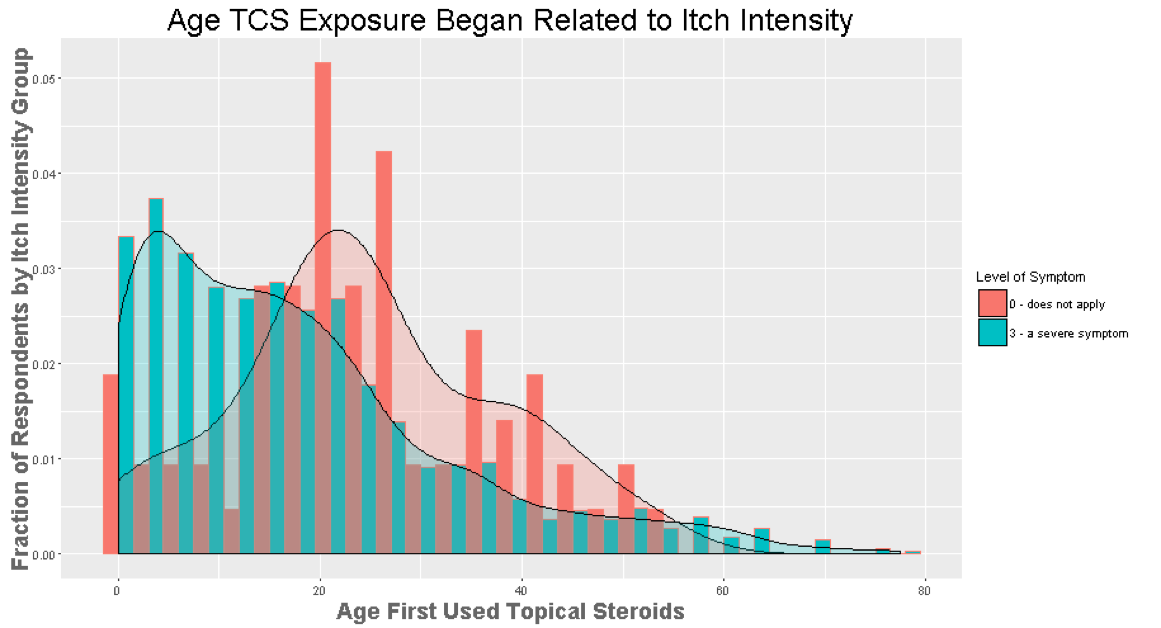 Age TCS Exposure Began Related to Itch Intensity
Fraction of Respondents by Itch Intensity Group
0.05
0.04
0.03
0.02
0.01
0.00
0
20
40
60
80
Age First Used Topical Steroids
Level of Symptom
0 - does not apply
3 - a severe symptom